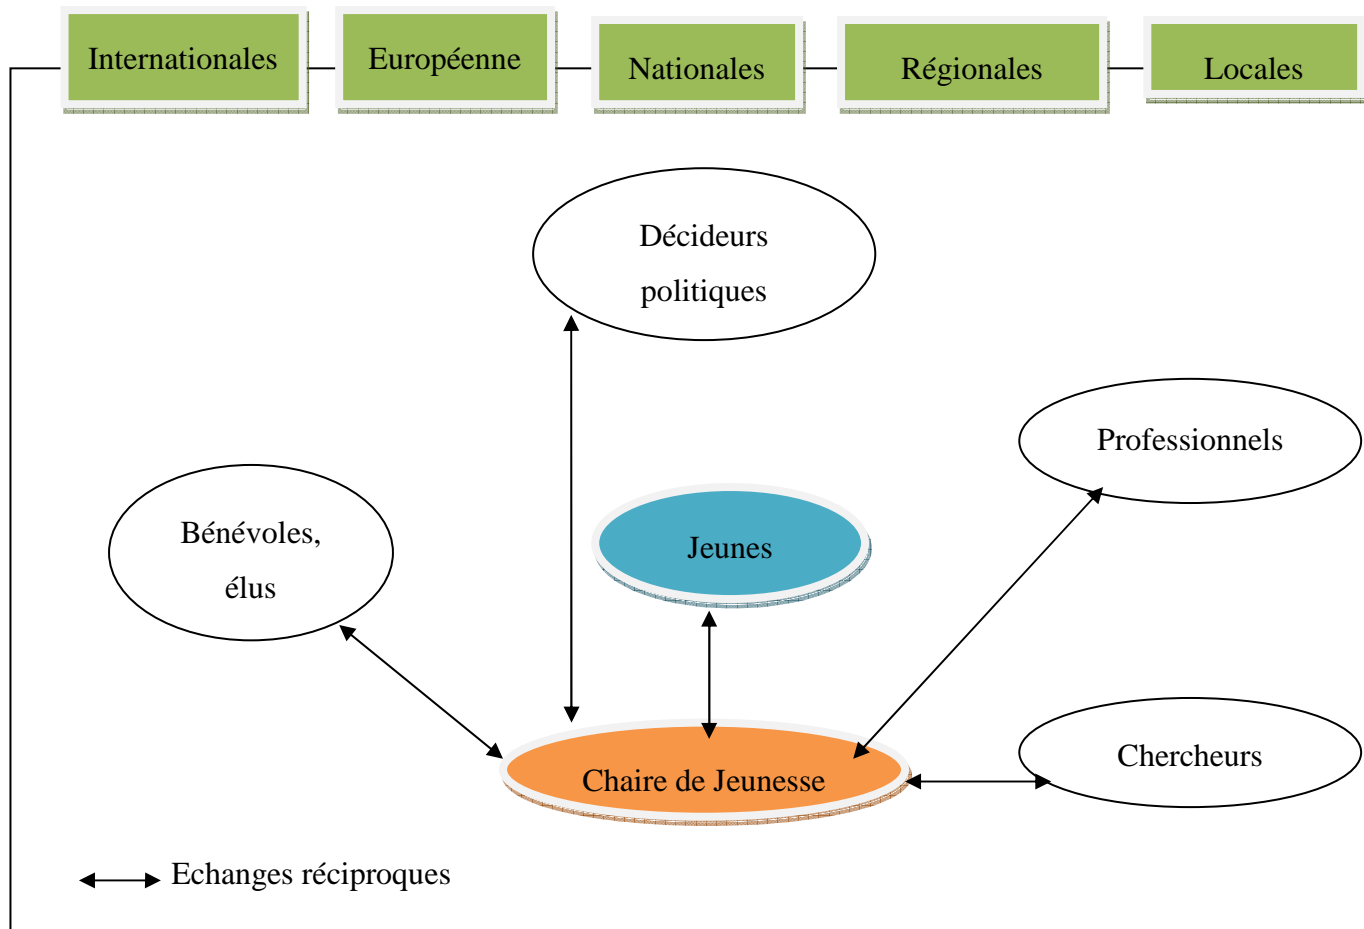 Internationales
Européenne
Nationales
Régionales
Locales
Décideurs
politiques
Professionnels
Bénévoles,
élus
Jeunes
Chercheurs
Chaire de Jeunesse
Echanges réciproques